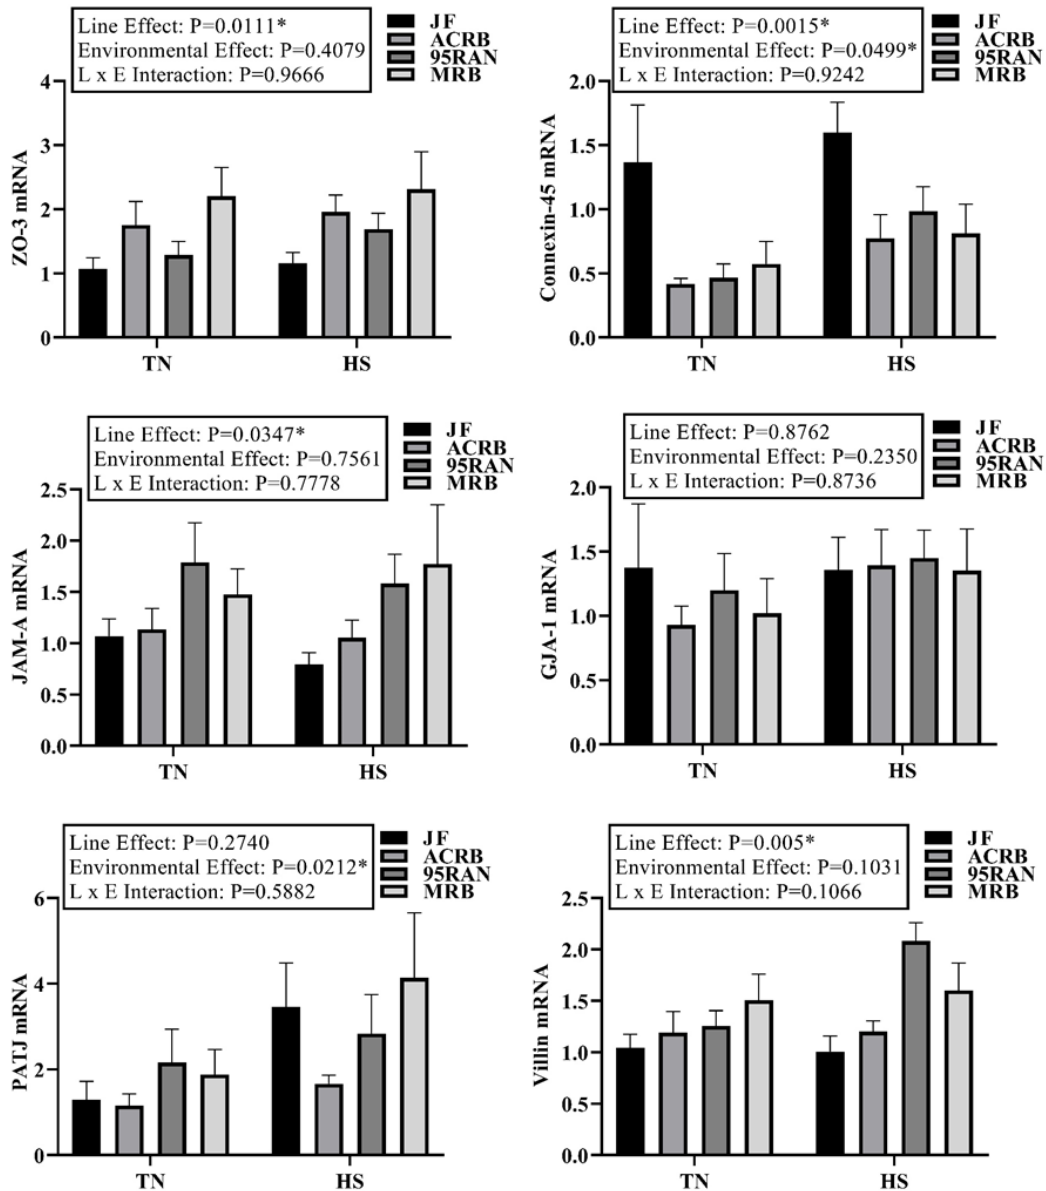 Line Effect: P=0.0111*
Environmental Effect: P=0.4079
L x E Interaction: P=0.9666
JF
ACRB
95RAN
MRB
ZO-3 mRNA
4
3
2
1
0
TN
HS
Line Effect: P=0.0015*
Environmental Effect: P=0.0499*
L x E Interaction: P=0.9242
JF
ACRB
95RAN
MRB
Connexin-45 mRNA
2.0
1.5
1.0
0.5
0.0
TN
HS
Line Effect: P=0.0347*
Environmental Effect: P=0.7561
L x E Interaction: P=0.7778
JF
ACRB
95RAN
MRB
JAM-A mRNA
2.5
2.0
1.5
1.0
0.5
0.0
TN
HS
Line Effect: P=0.8762
Environmental Effect: P=0.2350
L x E Interaction: P=0.8736
JF
ACRB
95RAN
MRB
GJA-1 mRNA
2.0
1.5
1.0
0.5
0.0
TN
HS
Line Effect: P=0.2740
Environmental Effect: P=0.0212*
L x E Interaction: P=0.5882
JF
ACRB
95RAN
MRB
PATJ mRNA
6
4
2
0
TN
HS
Line Effect: P=0.005*
Environmental Effect: P=0.1031
L x E Interaction: P=0.1066
JF
ACRB
95RAN
MRB
Villin mRNA
2.5
2.0
1.5
1.0
0.5
0.0
TN
HS